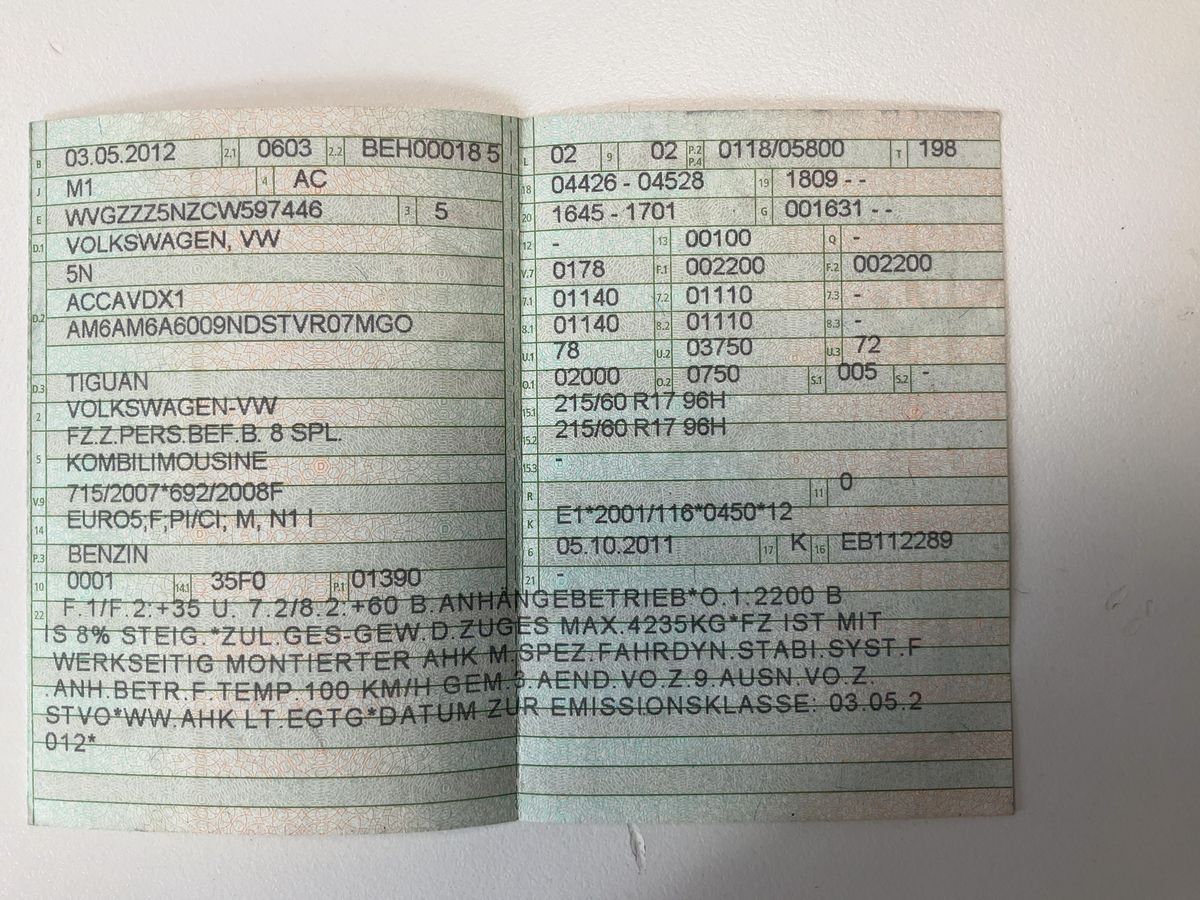 B 03.05.2012 2.1 0603 2.2 BEH00018 5
J M1 4 AC
E WVGZZZ5NZCW597446 3 5
D.1 VOLKSWAGEN, VW
5N
ACCAVDX1
D.2 AM6AM6A6009NDSTVR07MGO
D.3 TIGUAN
2 VOLKSWAGEN-VW
FZ.Z.PERS.BEF.B. 8 SPL.
5 KOMBILIMOUSINE
V.9 715/2007*692/2008F
14 EURO5;F;PI/CI; M, N1 I
P.3 BENZIN
10 0001 14.1 35F0 P.1 01390
L 02 9 02 P.2 P.4 0118/05800 T 198
18 04426 - 04528 19 1809 - -
20 1645 - 1701 G 001631 - -
12 - 13 00100 Q -
V.7 0178 F.1 002200 F.2 002200
7.1 01140 7.2 01110 7.3 -
8.1 01140 8.2 01110 8.3 -
U.1 78 U.2 03750 U.3 72
O.1 02000 O.2 0750 S.1 005 S.2 -
15.1 215/60 R17 96H
15.2 215/60 R17 96H
15.3 -
R 11 0
K E1*2001/116*0450*12
6 05.10.2011 17 K 16 EB112289
21 -
22 F.1/F.2:+35 U. 7.2/8.2:+60 B.ANHÄNGEBETRIEB*O.1.2200 B
IS 8% STEIG.*ZUL.GES-GEW.D.ZUGES MAX.4235KG*FZ IST MIT
WERKSEITIG MONTIERTER AHK M.SPEZ.FAHRDYN.STABI.SYST.F
.ANH.BETR.F.TEMP.100 KM/H GEM.3.AEND.VO.Z.9 AUSN.VO.Z.
STVO*WW.AHK LT.EGTG*DATUM ZUR EMISSIONSKLASSE: 03.05.2
012*